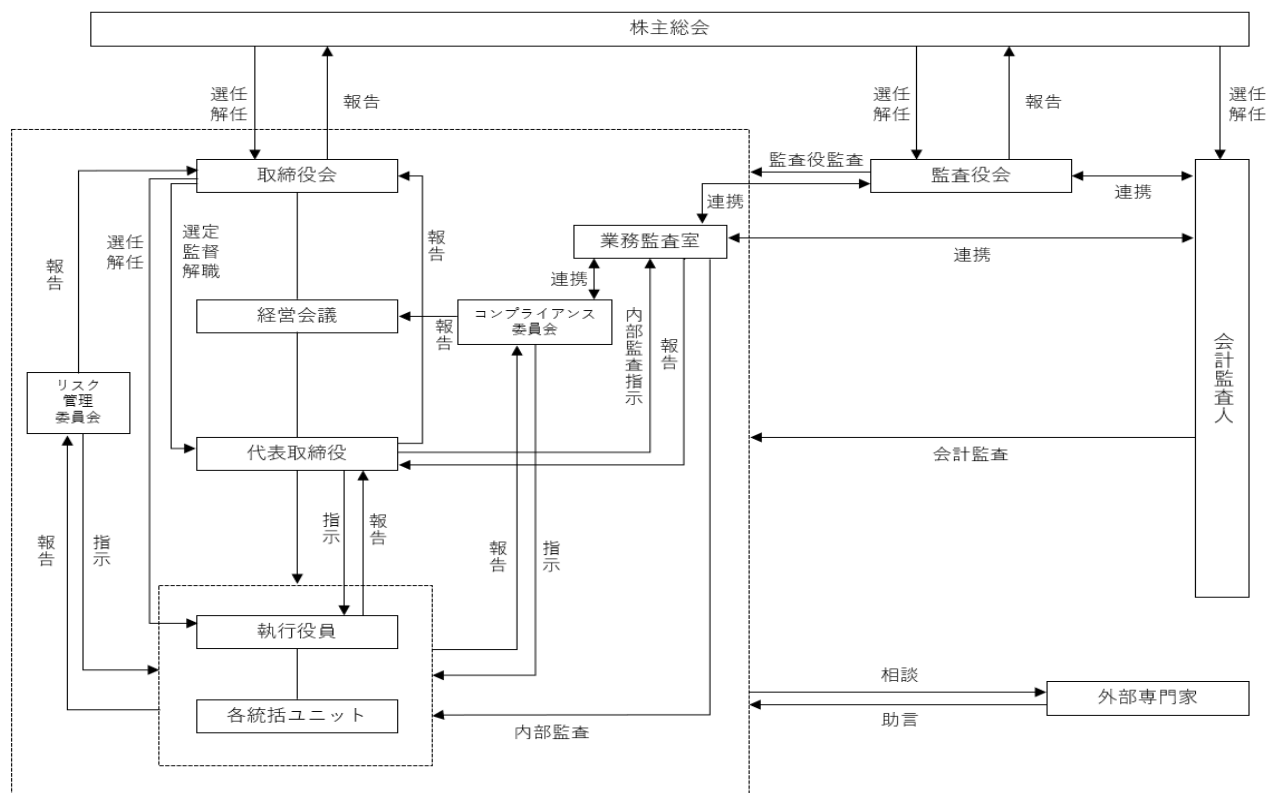 株主総会
選任
解任
報告
選任
解任
報告
選任
解任
取締役会
監査役監査
監査役会
連携
連携
業務監査室
連携
選任
解任
選定
監督
解職
報告
報告
連携
経営会議
報告
コンプライアンス
委員会
内部監査指示
報告
会計監査人
リスク
管理
委員会
代表取締役
会計監査
報告
指示
指示
報告
報告
指示
執行役員
各統括ユニット
内部監査
相談
助言
外部専門家